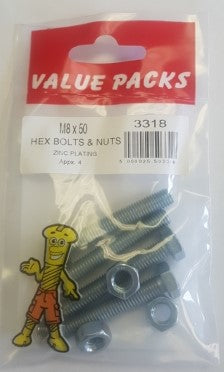 VALUE PACKS
M8 x 50
3318
HEX BOLTS & NUTS
ZINC PLATING
Appx. 4